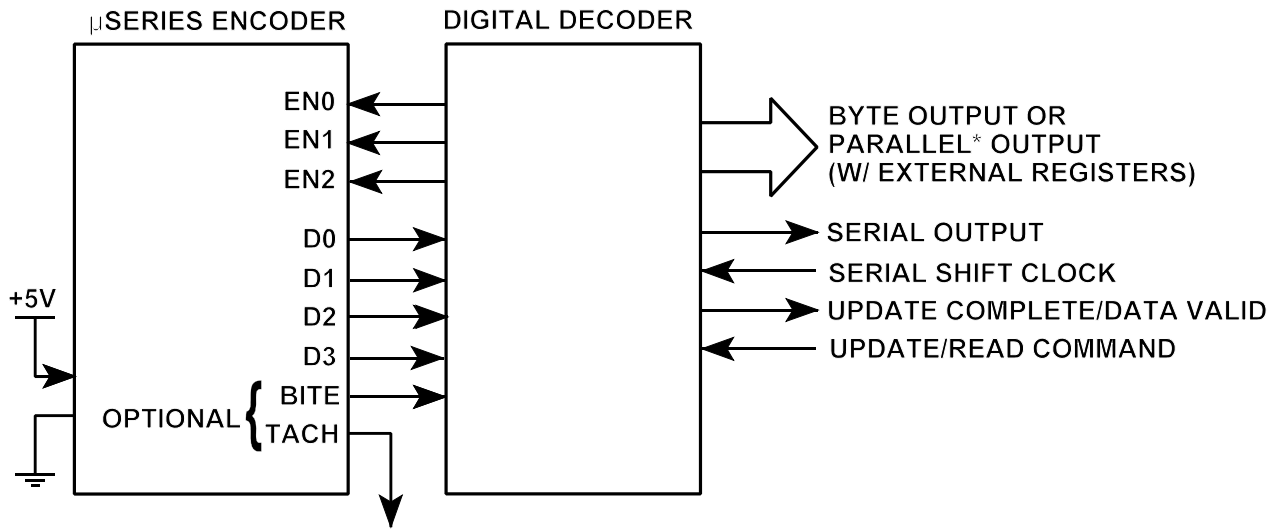 µSERIES ENCODER
DIGITAL DECODER
EN0
EN1
EN2
D0
D1
D2
D3
BITE
TACH
OPTIONAL
+5V
BYTE OUTPUT OR
PARALLEL* OUTPUT
(W/ EXTERNAL REGISTERS)
SERIAL OUTPUT
SERIAL SHIFT CLOCK
UPDATE COMPLETE/DATA VALID
UPDATE/READ COMMAND